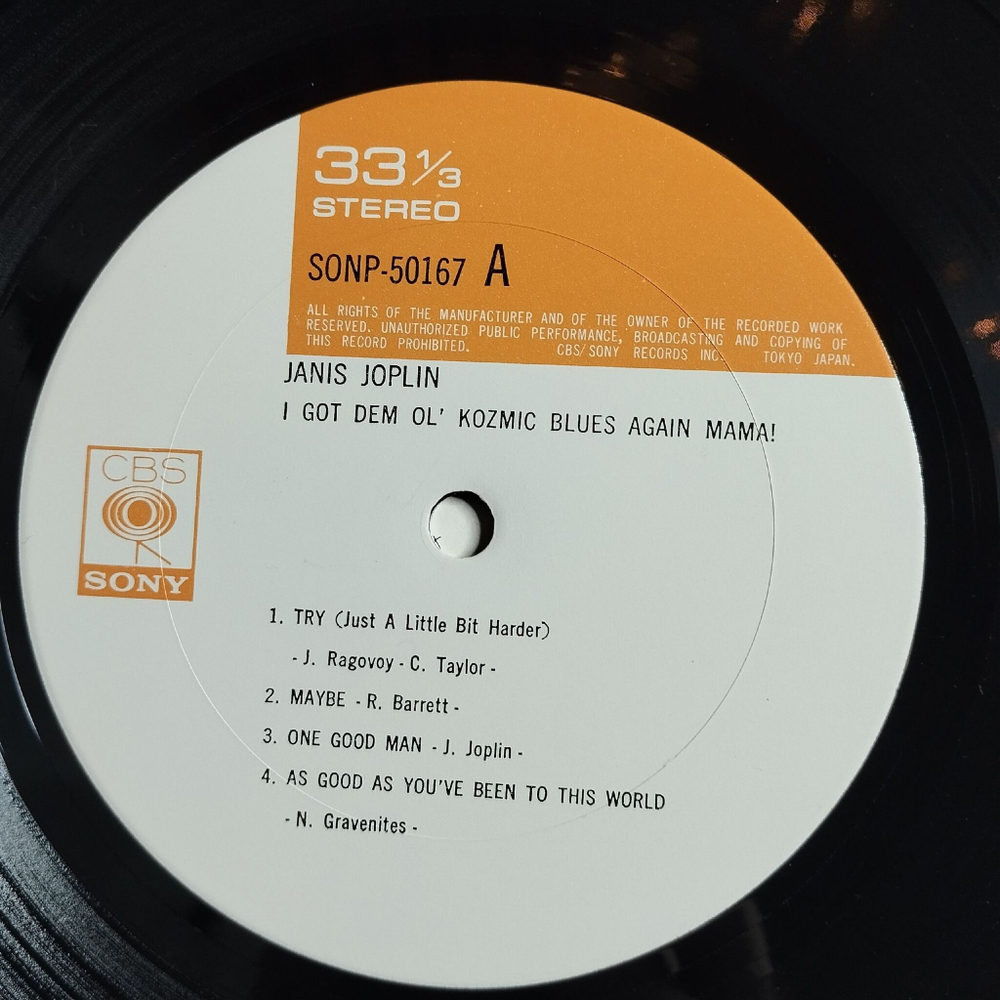 33 1/3
STEREO
SONP-50167 A
ALL RIGHTS OF THE MANUFACTURER AND OF THE OWNER OF THE RECORDED WORK
RESERVED. UNAUTHORIZED PUBLIC PERFORMANCE, BROADCASTING AND COPYING OF
THIS RECORD PROHIBITED. CBS/SONY RECORDS INC. TOKYO JAPAN.
JANIS JOPLIN
I GOT DEM OL' KOZMIC BLUES AGAIN MAMA!
CBS
SONY
1. TRY (Just A Little Bit Harder)
- J. Ragovoy - C. Taylor -
2. MAYBE - R. Barrett -
3. ONE GOOD MAN - J. Joplin -
4. AS GOOD AS YOU'VE BEEN TO THIS WORLD
- N. Gravenites -